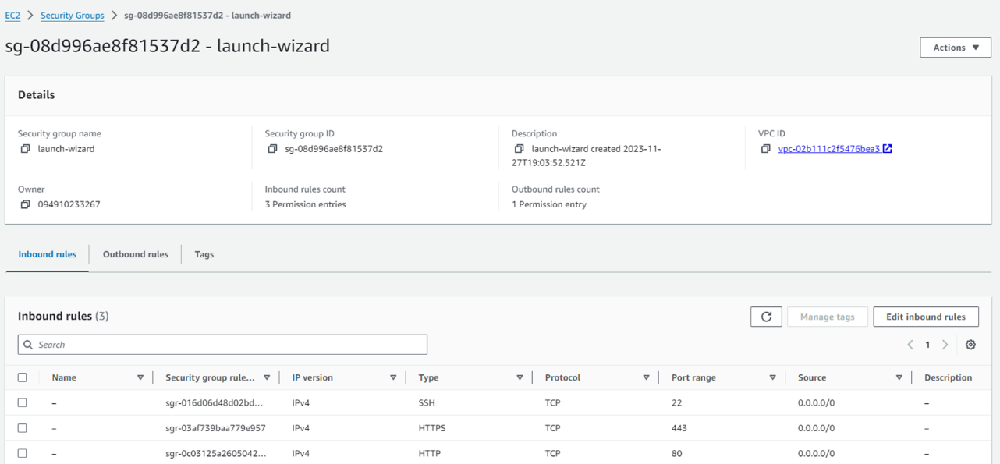 EC2 > Security Groups > sg-08d996ae8f81537d2 - launch-wizard
sg-08d996ae8f81537d2 - launch-wizard
Actions
Details
Security group name
launch-wizard
Security group ID
sg-08d996ae8f81537d2
Description
launch-wizard created 2023-11-
27T19:03:52.521Z
VPC ID
vpc-02b111c2f5476bea3
Owner
094910233267
Inbound rules count
3 Permission entries
Outbound rules count
1 Permission entry
Inbound rules Outbound rules Tags
Inbound rules (3)
Manage tags Edit inbound rules
Search
1
Name Security group rule... IP version Type Protocol Port range Source Description
– sgr-016d06d48d02bd... IPv4 SSH TCP 22 0.0.0.0/0 –
– sgr-03af739baa779e957 IPv4 HTTPS TCP 443 0.0.0.0/0 –
– sgr-0c03125a2605042... IPv4 HTTP TCP 80 0.0.0.0/0 –